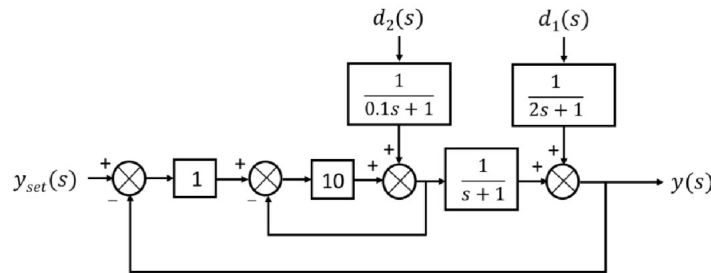 d₂(s) d₁(s)
1 1
0.1s + 1 2s + 1
+ +
+ + + + +
y_set(s) 1 10 1 y(s)
s + 1
− −